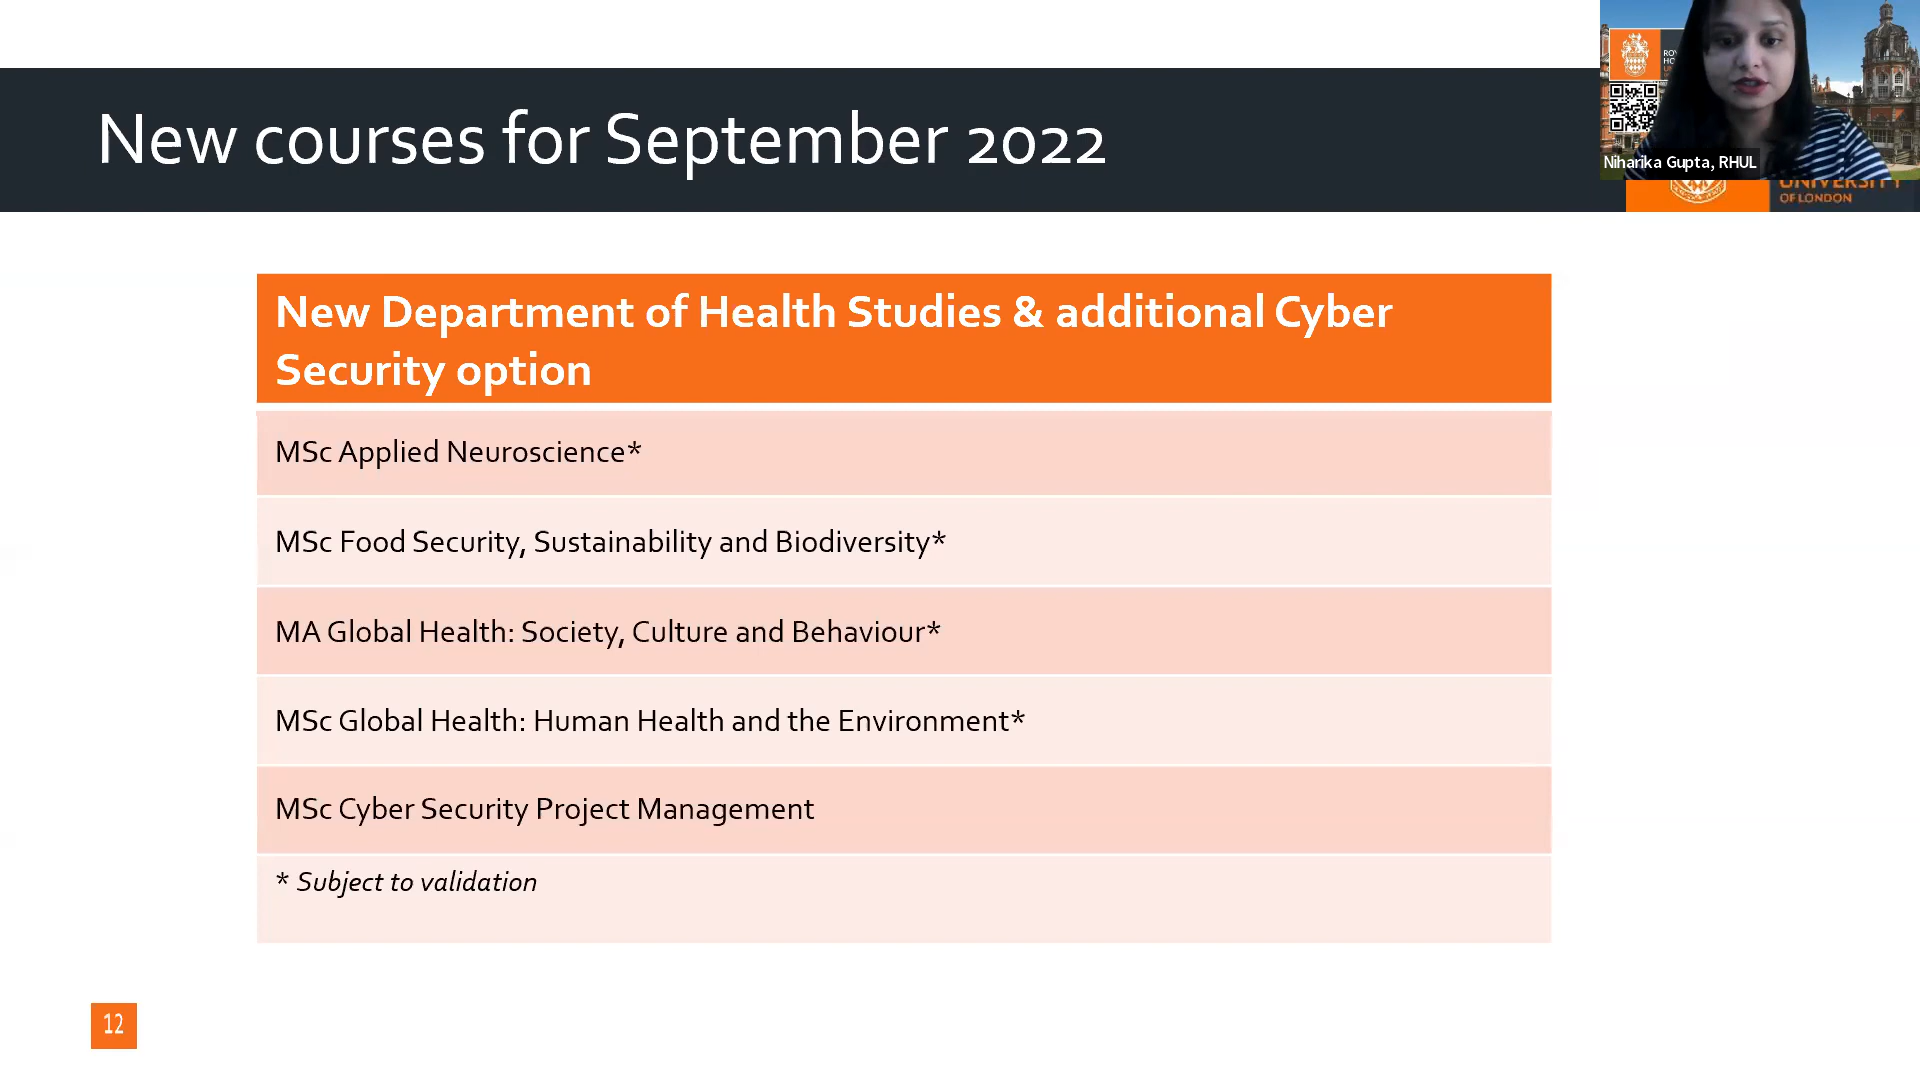 New courses for September 2022
Niharika Gupta, RHUL
OF LONDON
New Department of Health Studies & additional Cyber
Security option
MSc Applied Neuroscience*
MSc Food Security, Sustainability and Biodiversity*
MA Global Health: Society, Culture and Behaviour*
MSc Global Health: Human Health and the Environment*
MSc Cyber Security Project Management
* Subject to validation
12